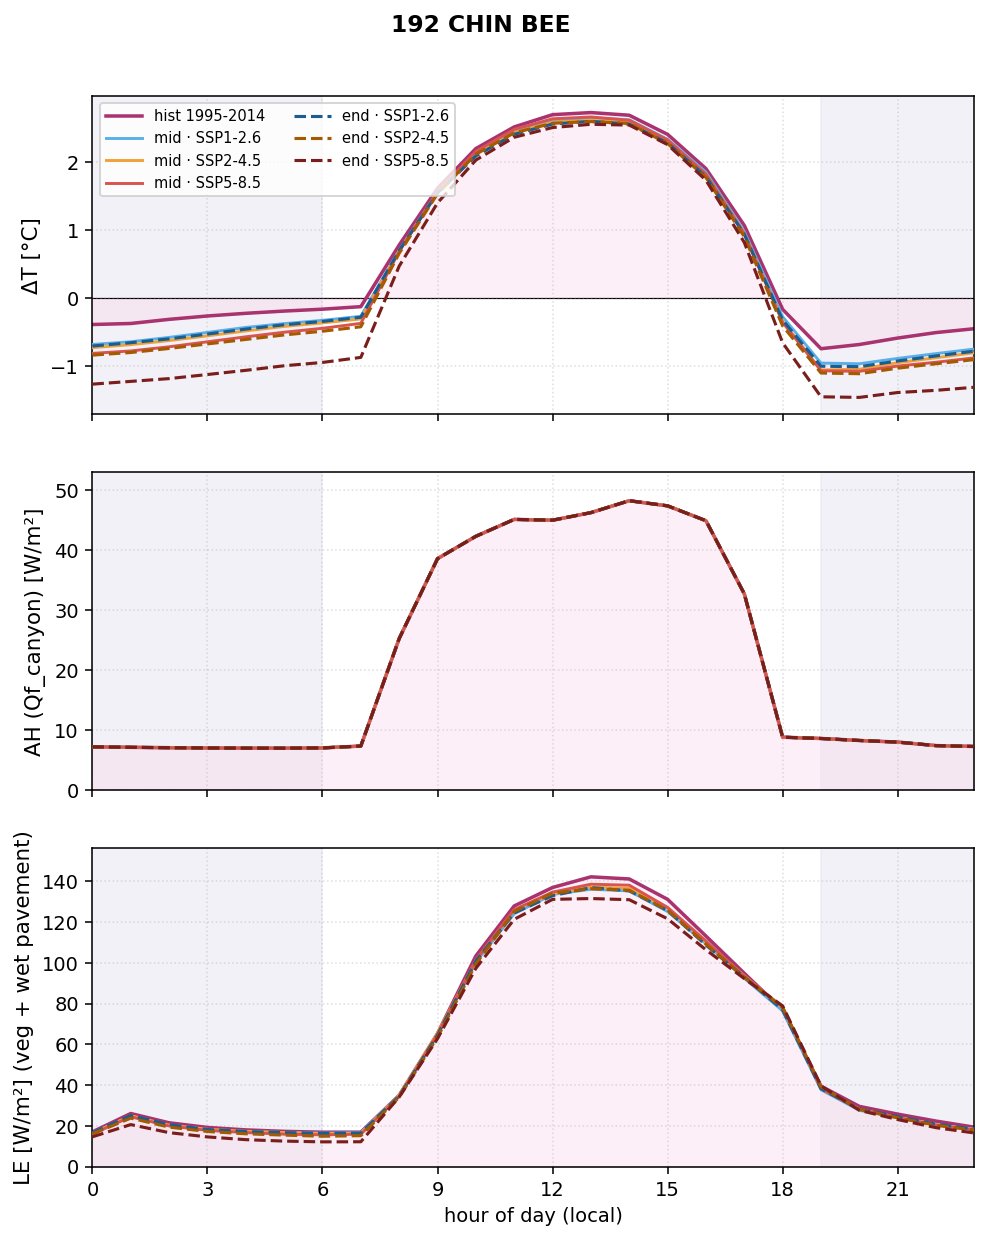 192 CHIN BEE
hist 1995-2014
mid · SSP1-2.6
mid · SSP2-4.5
mid · SSP5-8.5
end · SSP1-2.6
end · SSP2-4.5
end · SSP5-8.5
ΔT [°C]
2
1
0
−1
AH (Qf_canyon) [W/m²]
50
40
30
20
10
0
LE [W/m²] (veg + wet pavement)
140
120
100
80
60
40
20
0
0 3 6 9 12 15 18 21
hour of day (local)